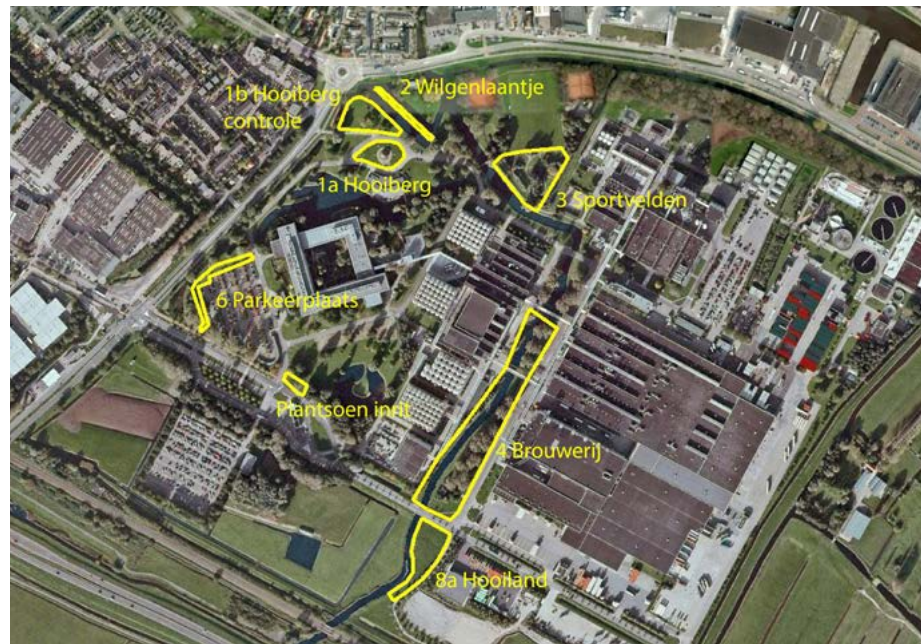 2 Wilgenlaantje
1b Hooiberg
controle
1a Hooiberg
3 Sportvelden
6 Parkeerplaats
Plantsoen inrit
4 Brouwerij
8a Hooiland